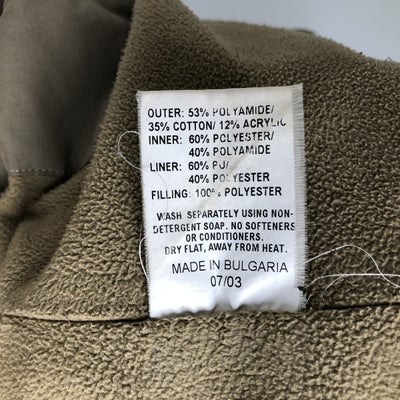 OUTER: 53% POLYAMIDE/
35% COTTON/ 12% ACRYLIC
INNER: 60% POLYESTER/
40% POLYAMIDE
LINER: 60% PU/
40% POLYESTER
FILLING: 100% POLYESTER
WASH SEPARATELY USING NON-
DETERGENT SOAP. NO SOFTENERS
OR CONDITIONERS.
DRY FLAT, AWAY FROM HEAT.
MADE IN BULGARIA
07/03